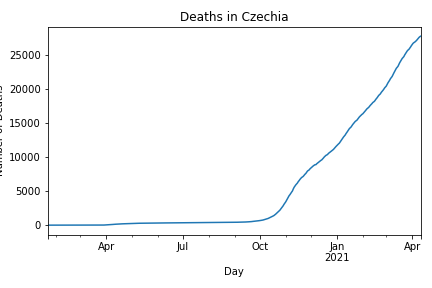 Deaths in Czechia
25000
20000
15000
10000
5000
0
Number of Deaths
Apr Jul Oct Jan Apr
2021
Day